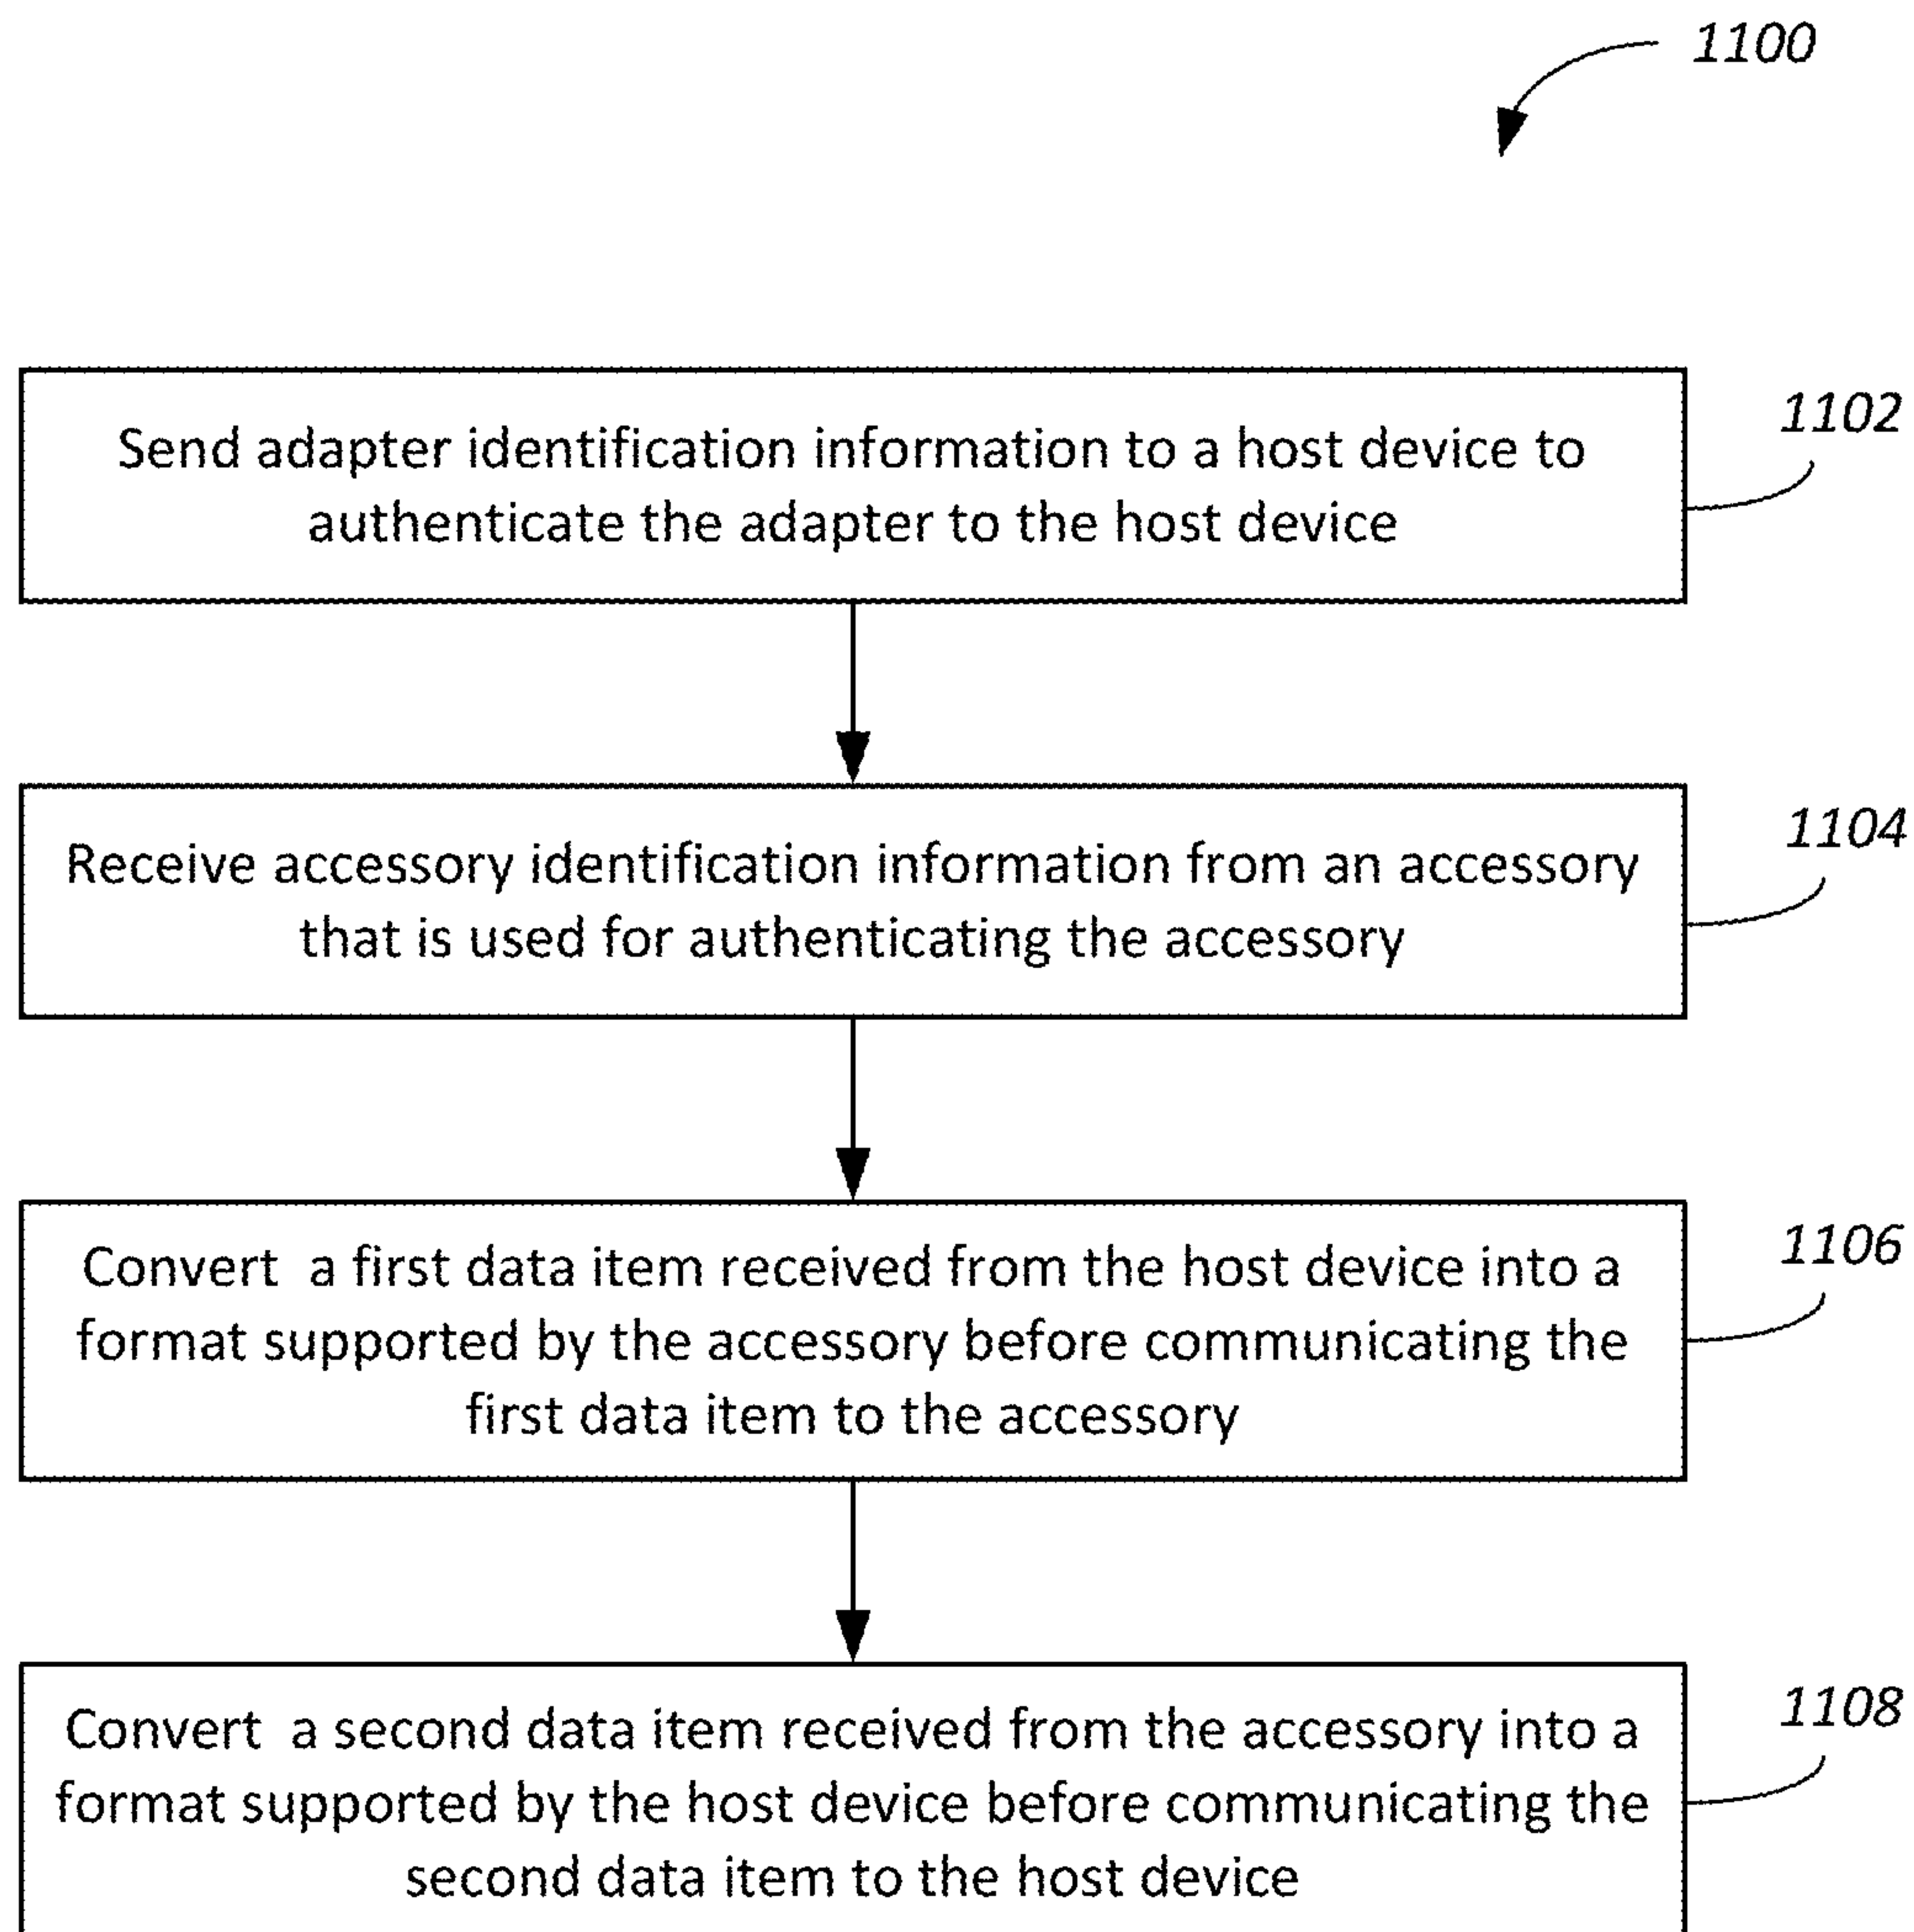 1100
Send adapter identification information to a host device to
authenticate the adapter to the host device
1102
Receive accessory identification information from an accessory
that is used for authenticating the accessory
1104
Convert a first data item received from the host device into a
format supported by the accessory before communicating the
first data item to the accessory
1106
Convert a second data item received from the accessory into a
format supported by the host device before communicating the
second data item to the host device
1108